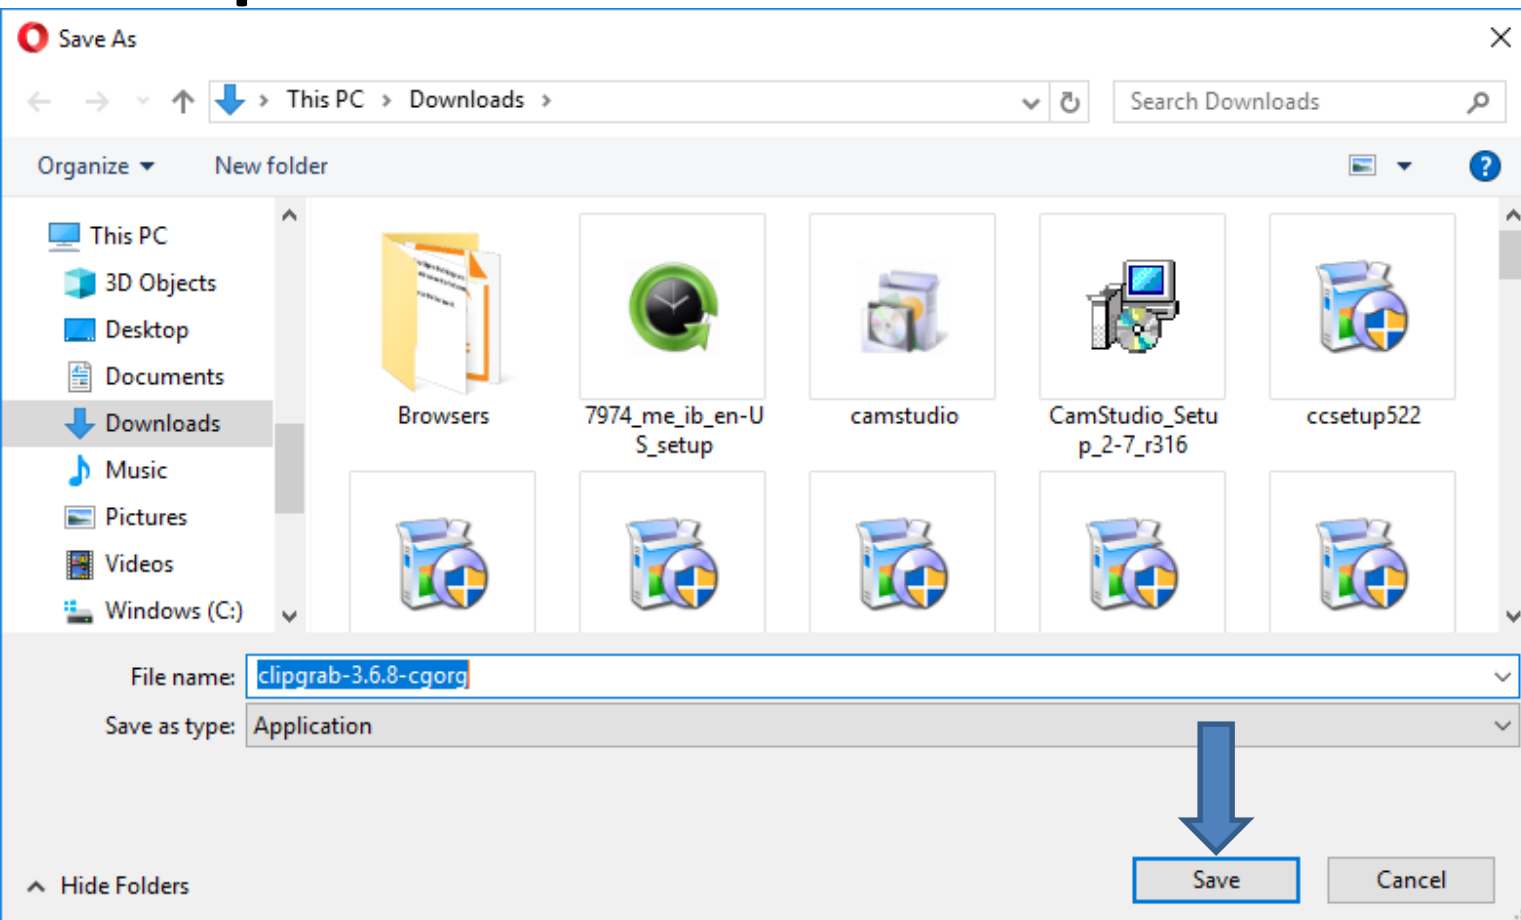 Save As
This PC > Downloads >
Search Downloads
Organize
New folder
?
This PC
3D Objects
Desktop
Documents
Downloads
Music
Pictures
Videos
Windows (C:)
Browsers
7974_me_ib_en-U
S_setup
camstudio
CamStudio_Setu
p_2-7_r316
ccsetup522
File name: clipgrab-3.6.8-cgorg
Save as type: Application
Hide Folders
Save
Cancel